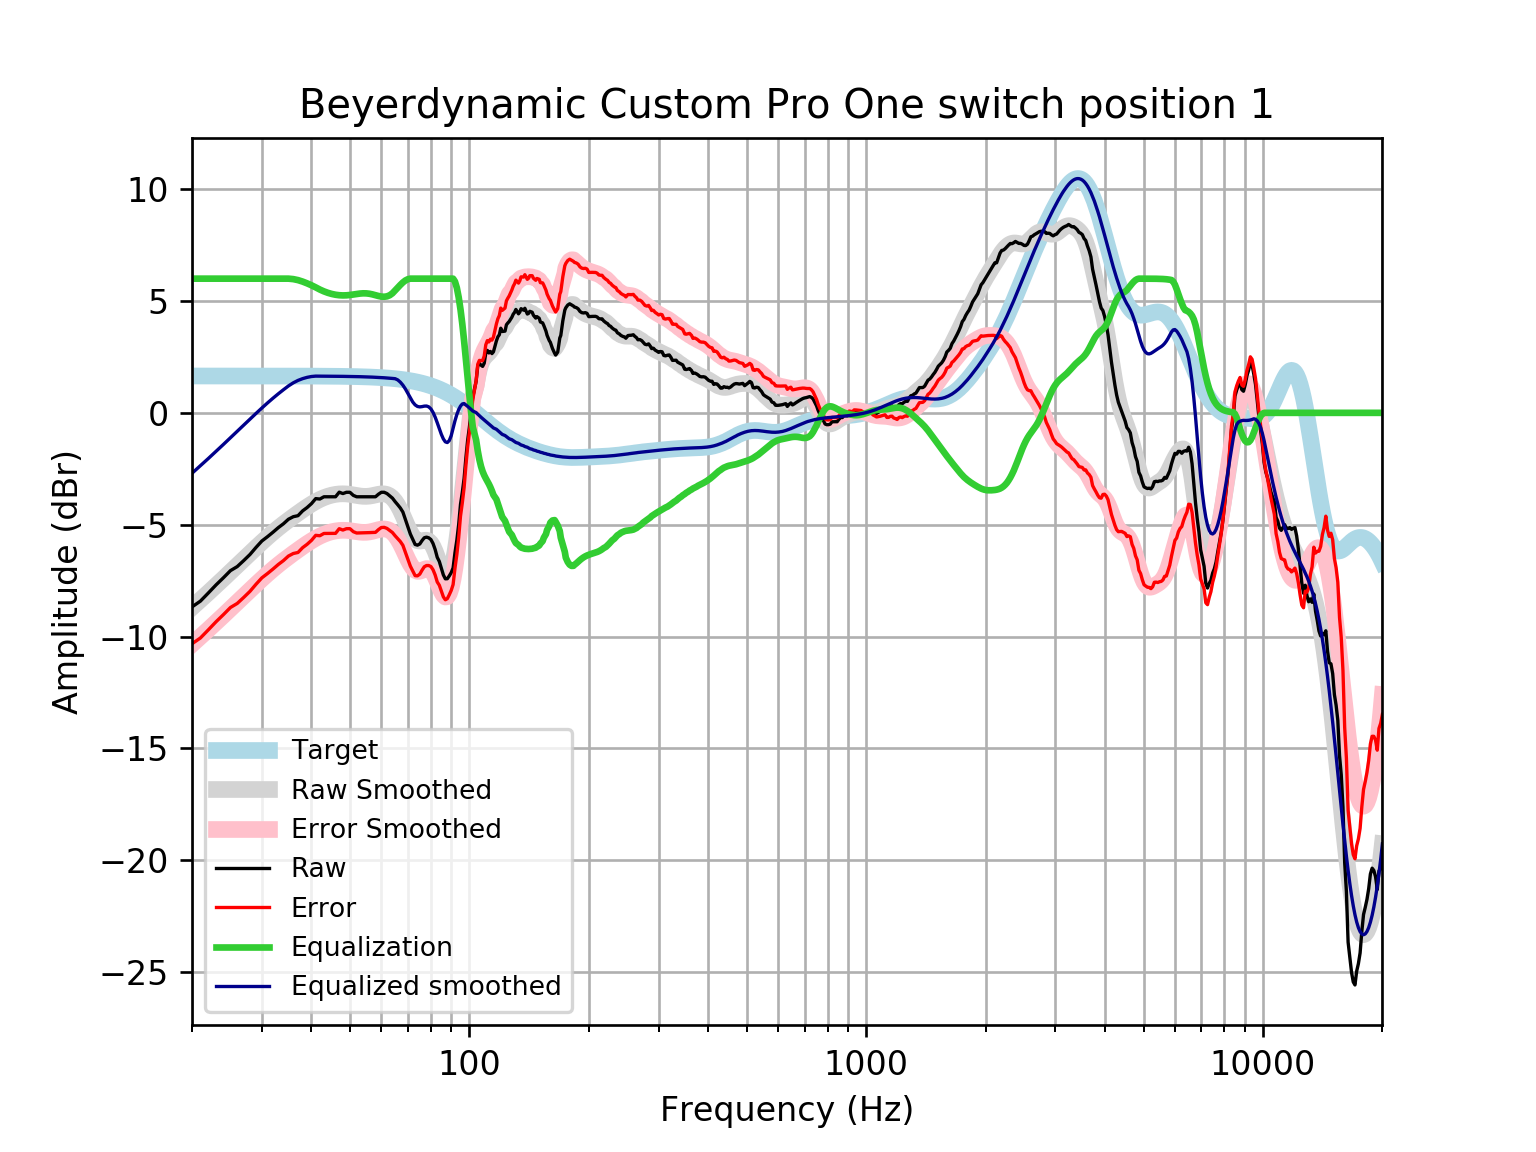 Beyerdynamic Custom Pro One switch position 1
Amplitude (dBr)
10
5
0
−5
−10
−15
−20
−25
Target
Raw Smoothed
Error Smoothed
Raw
Error
Equalization
Equalized smoothed
100
1000
10000
Frequency (Hz)